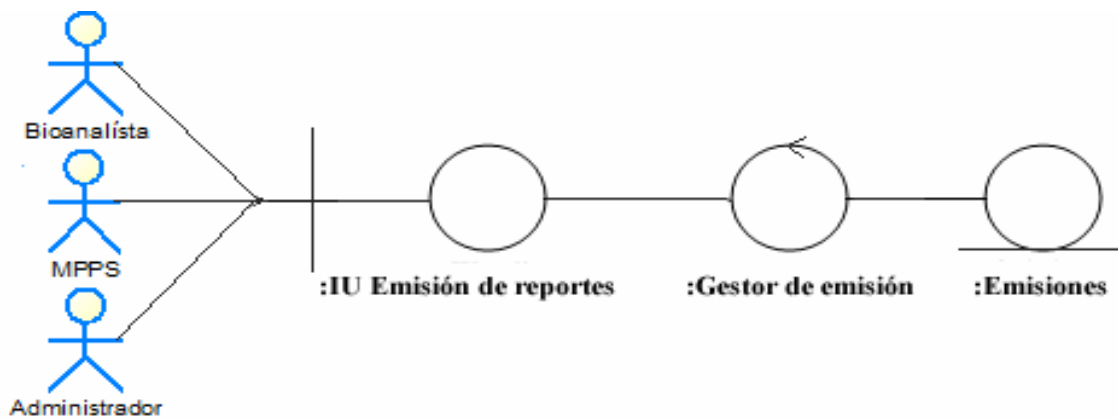 Bioanalísta
MPPS
Administrador
:IU Emisión de reportes
:Gestor de emisión
:Emisiones